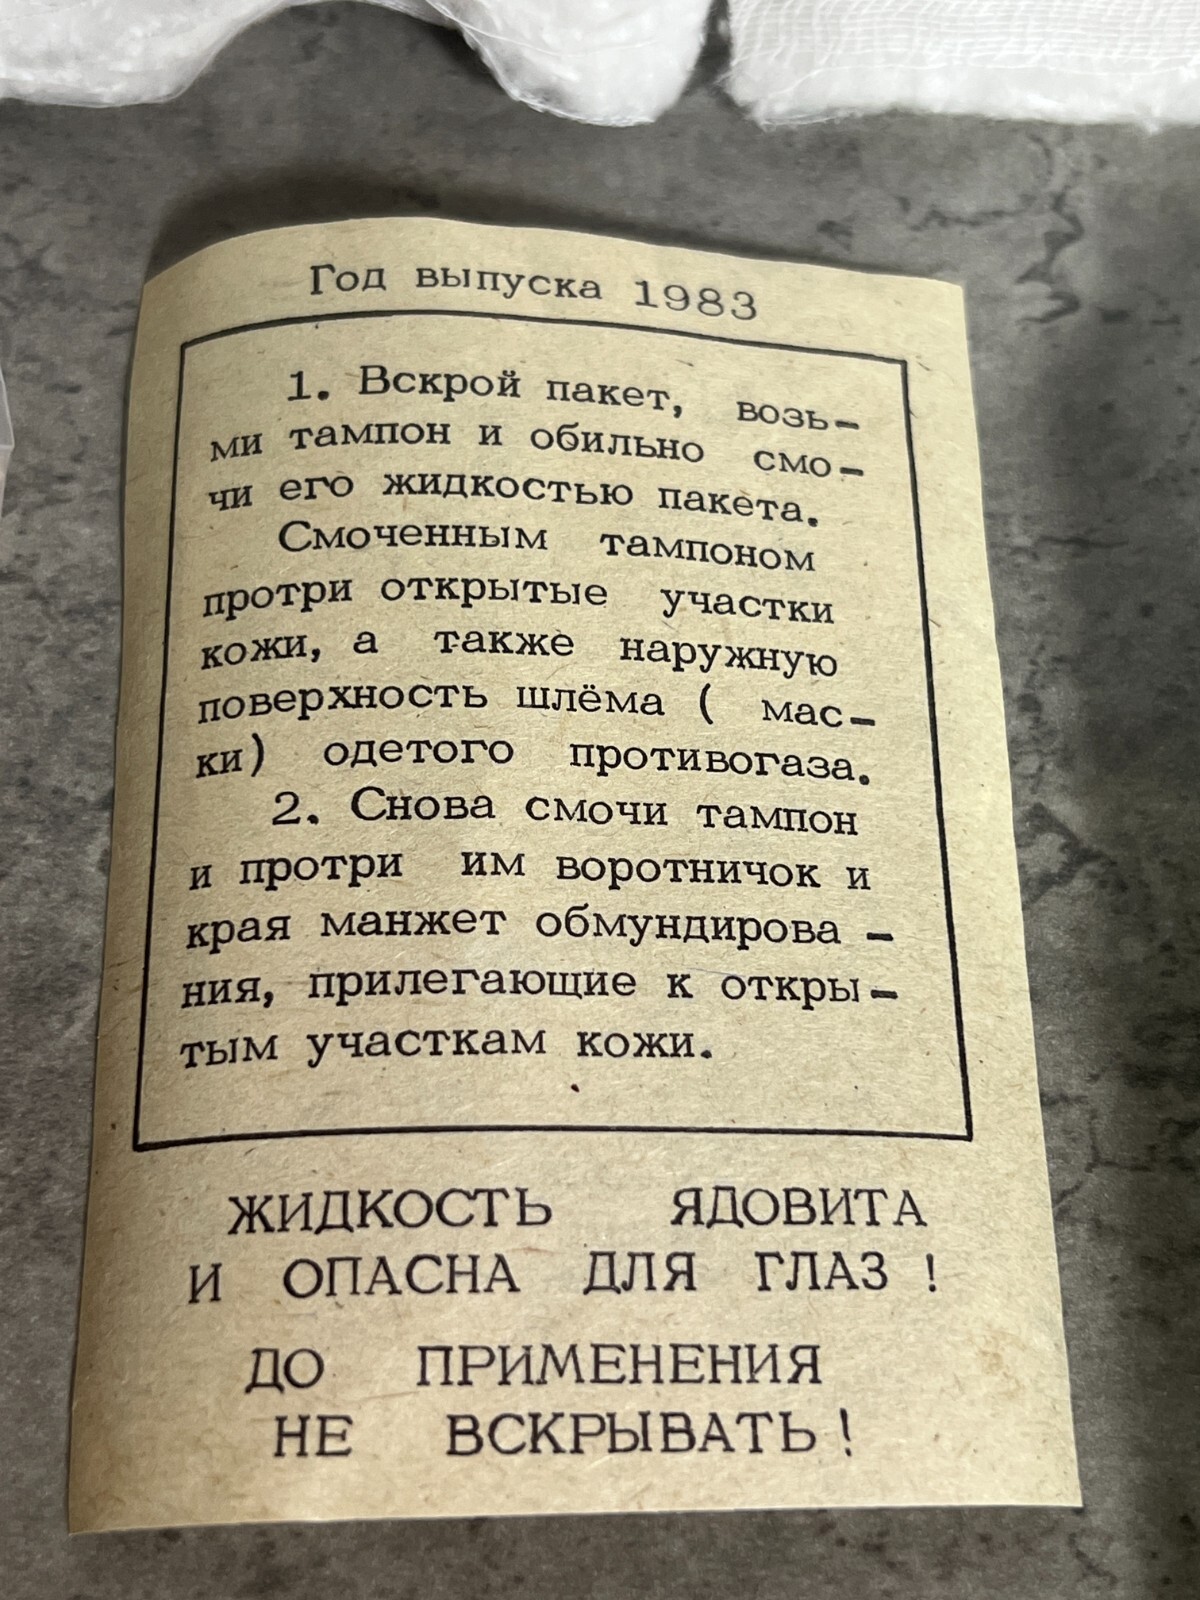 Год выпуска 1983
1. Вскрой пакет, возь-
ми тампон и обильно смо-
чи его жидкостью пакета.
Смоченным тампоном
протри открытые участки
кожи, а также наружную
поверхность шлёма ( мас-
ки) одетого противогаза.
2. Снова смочи тампон
и протри им воротничок и
края манжет обмундирова -
ния, прилегающие к откры-
тым участкам кожи.
ЖИДКОСТЬ ЯДОВИТА
И ОПАСНА ДЛЯ ГЛАЗ !
ДО ПРИМЕНЕНИЯ
НЕ ВСКРЫВАТЬ !